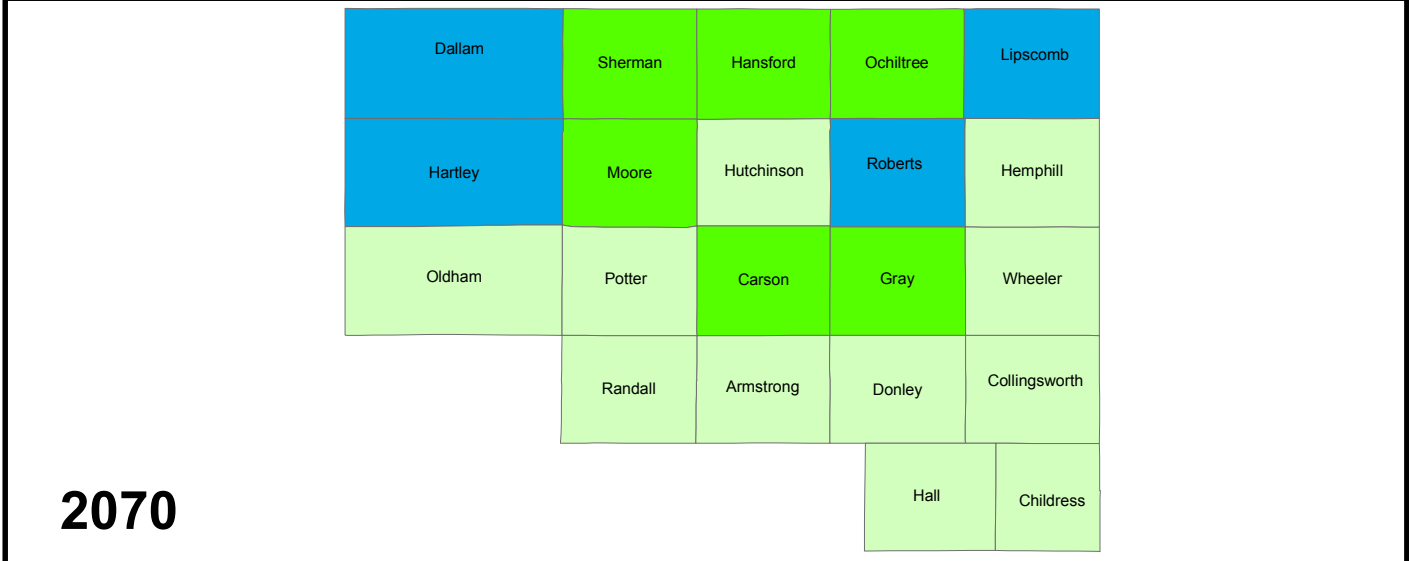 Dallam
Sherman
Hansford
Ochiltree
Lipscomb
Hartley
Moore
Hutchinson
Roberts
Hemphill
Oldham
Potter
Carson
Gray
Wheeler
Randall
Armstrong
Donley
Collingsworth
Hall
Childress
2070